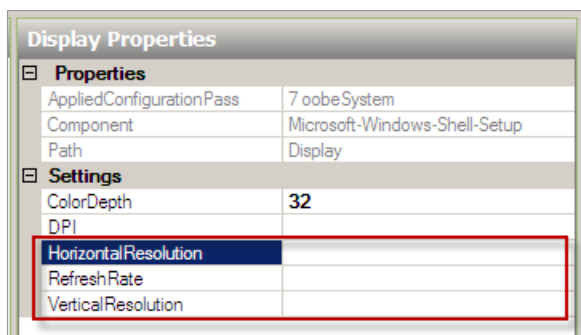 Display Properties
Properties
AppliedConfigurationPass 7 oobeSystem
Component Microsoft-Windows-Shell-Setup
Path Display
Settings
ColorDepth 32
DPI
HorizontalResolution
RefreshRate
VerticalResolution